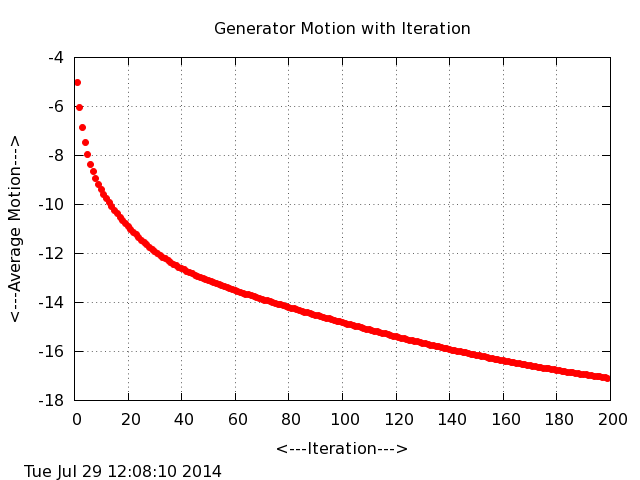 Generator Motion with Iteration
-4
-6
-8
-10
-12
-14
-16
-18
<---Average Motion--->
0 20 40 60 80 100 120 140 160 180 200
<---Iteration--->
Tue Jul 29 12:08:10 2014